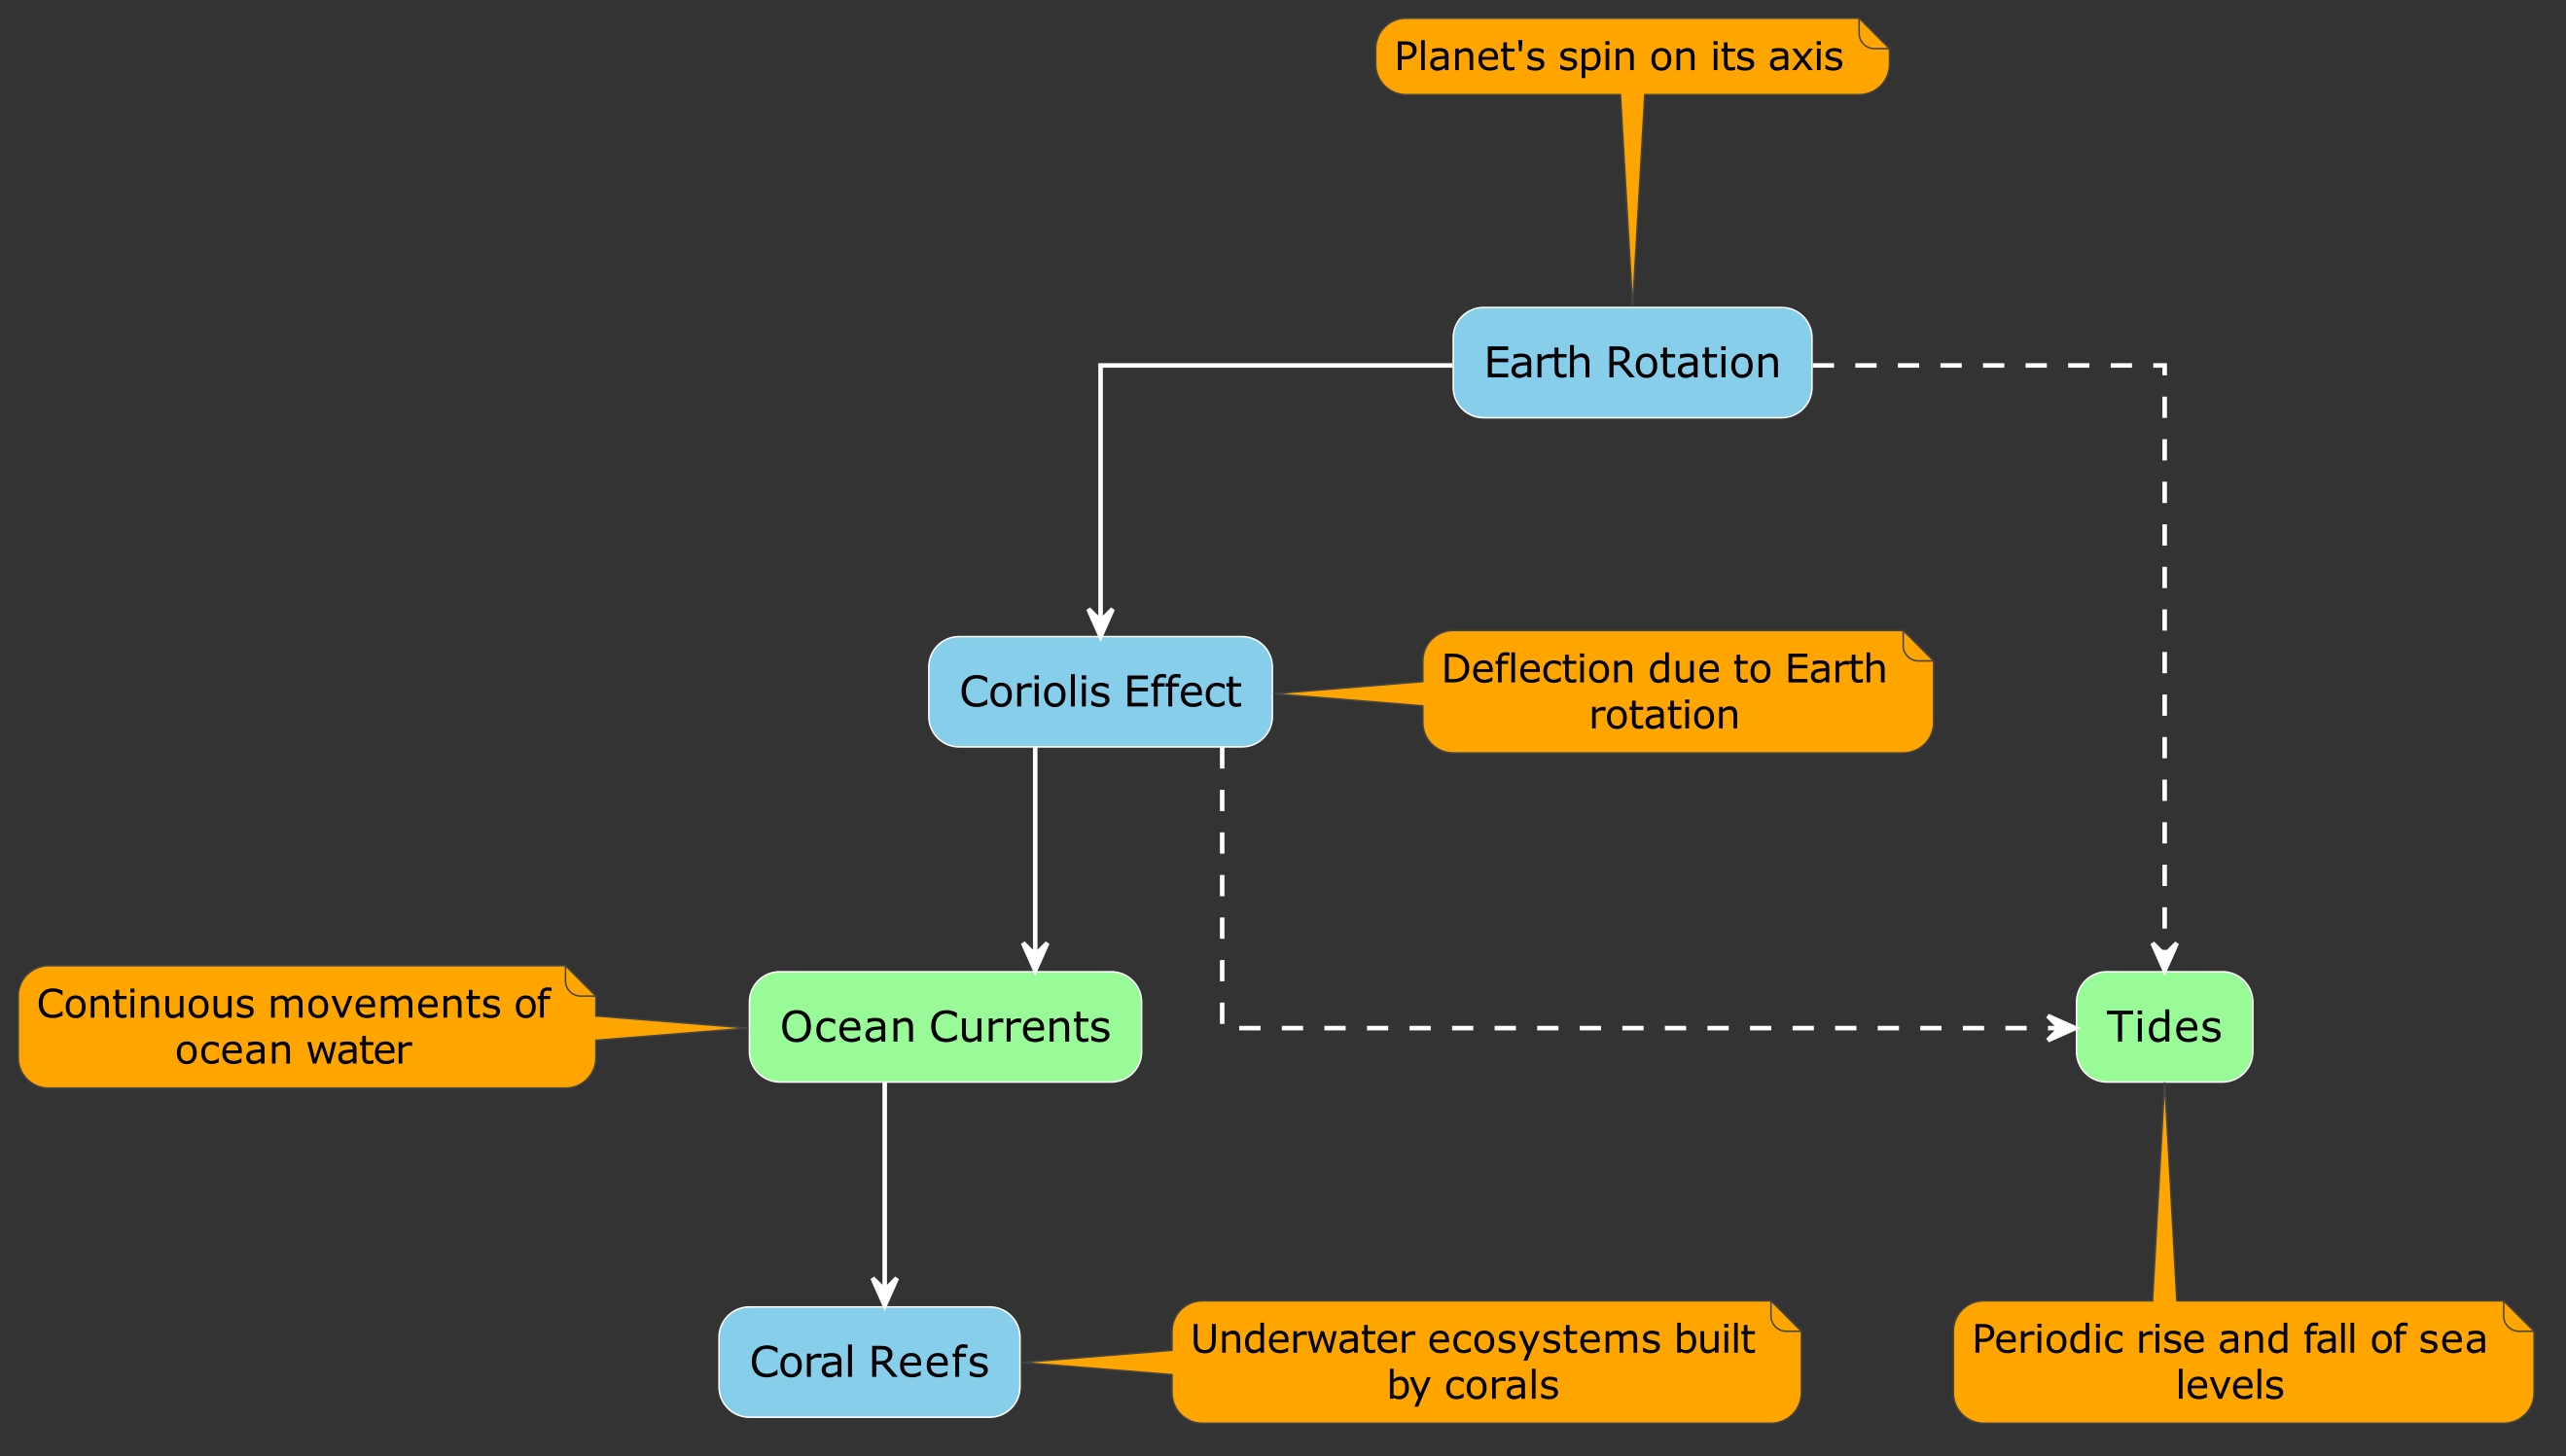 Planet's spin on its axis
Earth Rotation
Coriolis Effect
Deflection due to Earth
rotation
Continuous movements of
ocean water
Ocean Currents
Tides
Coral Reefs
Underwater ecosystems built
by corals
Periodic rise and fall of sea
levels